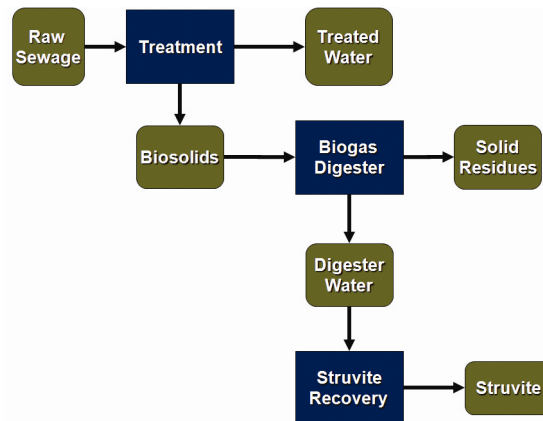 Raw
Sewage
Treatment
Treated
Water
Biosolids
Biogas
Digester
Solid
Residues
Digester
Water
Struvite
Recovery
Struvite